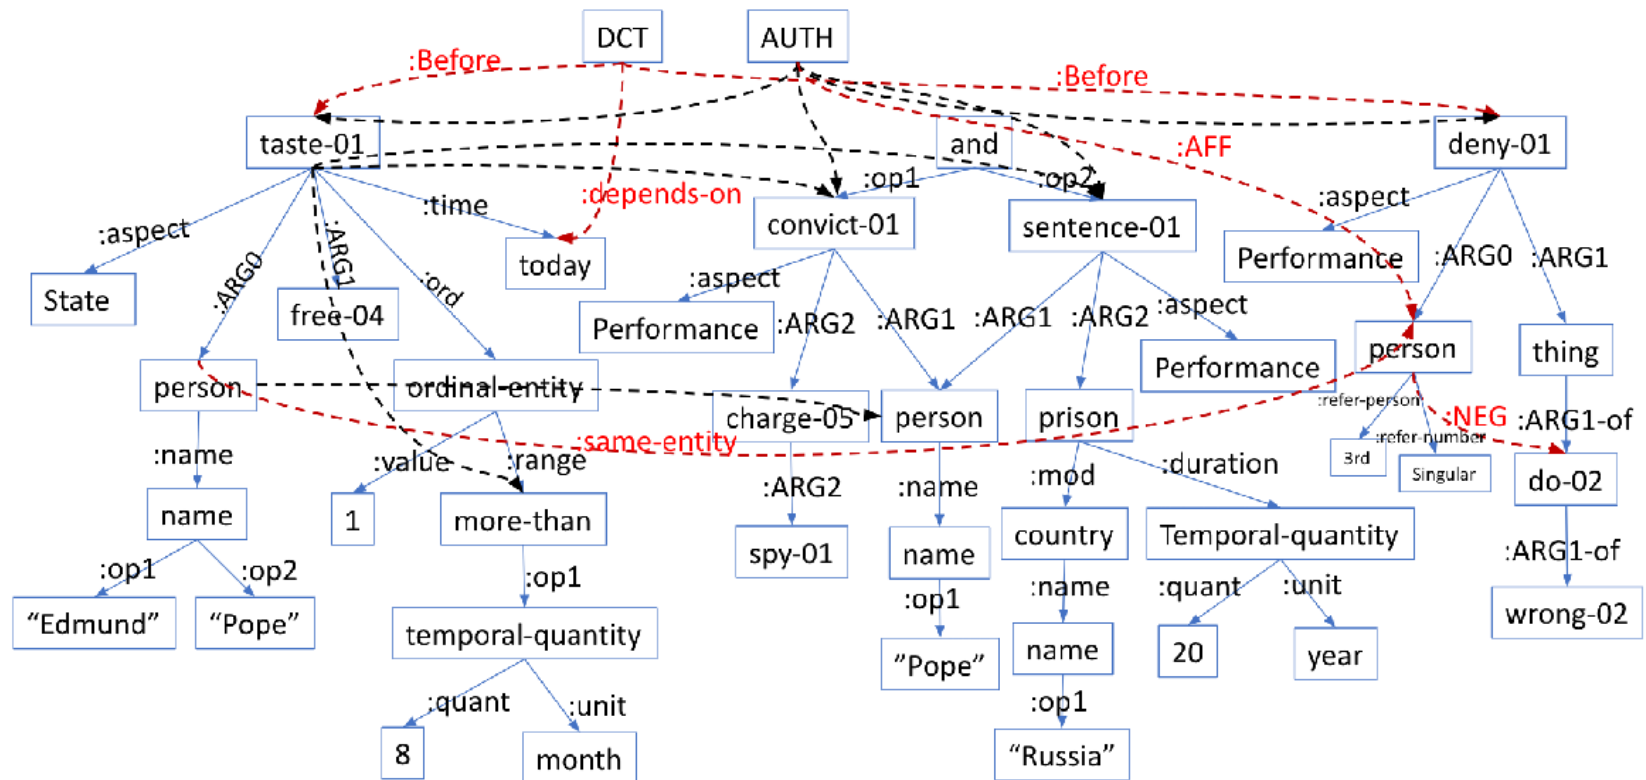 DCT
AUTH
:Before
:Before
taste-01
and
deny-01
:AFF
:op1
:op2
:depends-on
:time
:aspect
:aspect
convict-01
sentence-01
today
Performance
:ARG0
:ARG1
:ord
:ARG0
:ARG1
State
free-04
:aspect
:aspect
Performance
:ARG2
:ARG1
:ARG1
:ARG2
Performance
person
thing
person
ordinal-entity
charge-05
person
prison
:refer-person
:NEG
:ARG1-of
:same-entity
:refer-number
3rd
Singular
:name
:value
range
:ARG2
:name
:mod
:duration
do-02
name
1
more-than
spy-01
name
country
Temporal-quantity
:ARG1-of
:op1
:op2
:op1
:op1
:name
:quant
:unit
wrong-02
“Edmund”
“Pope”
temporal-quantity
”Pope”
name
20
year
:quant
:unit
:op1
8
month
“Russia”